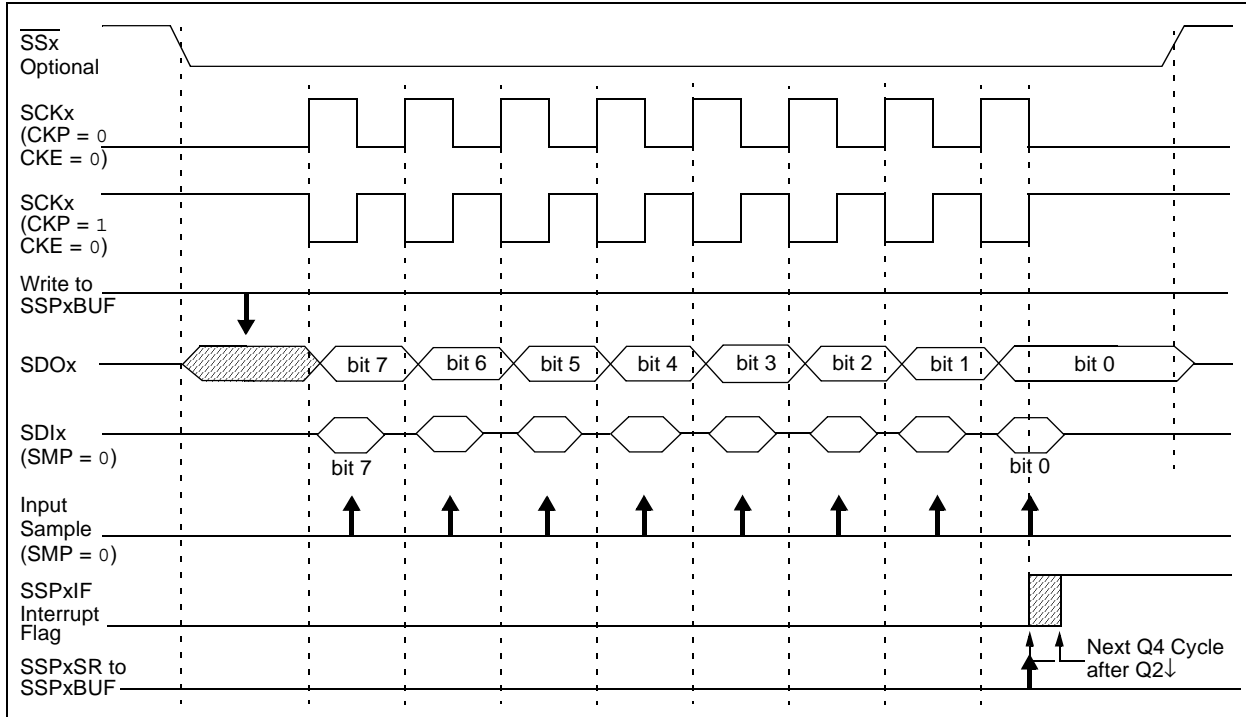 SSx
Optional
SCKx
(CKP = 0
CKE = 0)
SCKx
(CKP = 1
CKE = 0)
Write to
SSPxBUF
SDOx
bit 7
bit 6
bit 5
bit 4
bit 3
bit 2
bit 1
bit 0
SDIx
(SMP = 0)
bit 7
bit 0
Input
Sample
(SMP = 0)
SSPxIF
Interrupt
Flag
SSPxSR to
SSPxBUF
Next Q4 Cycle
after Q2↓